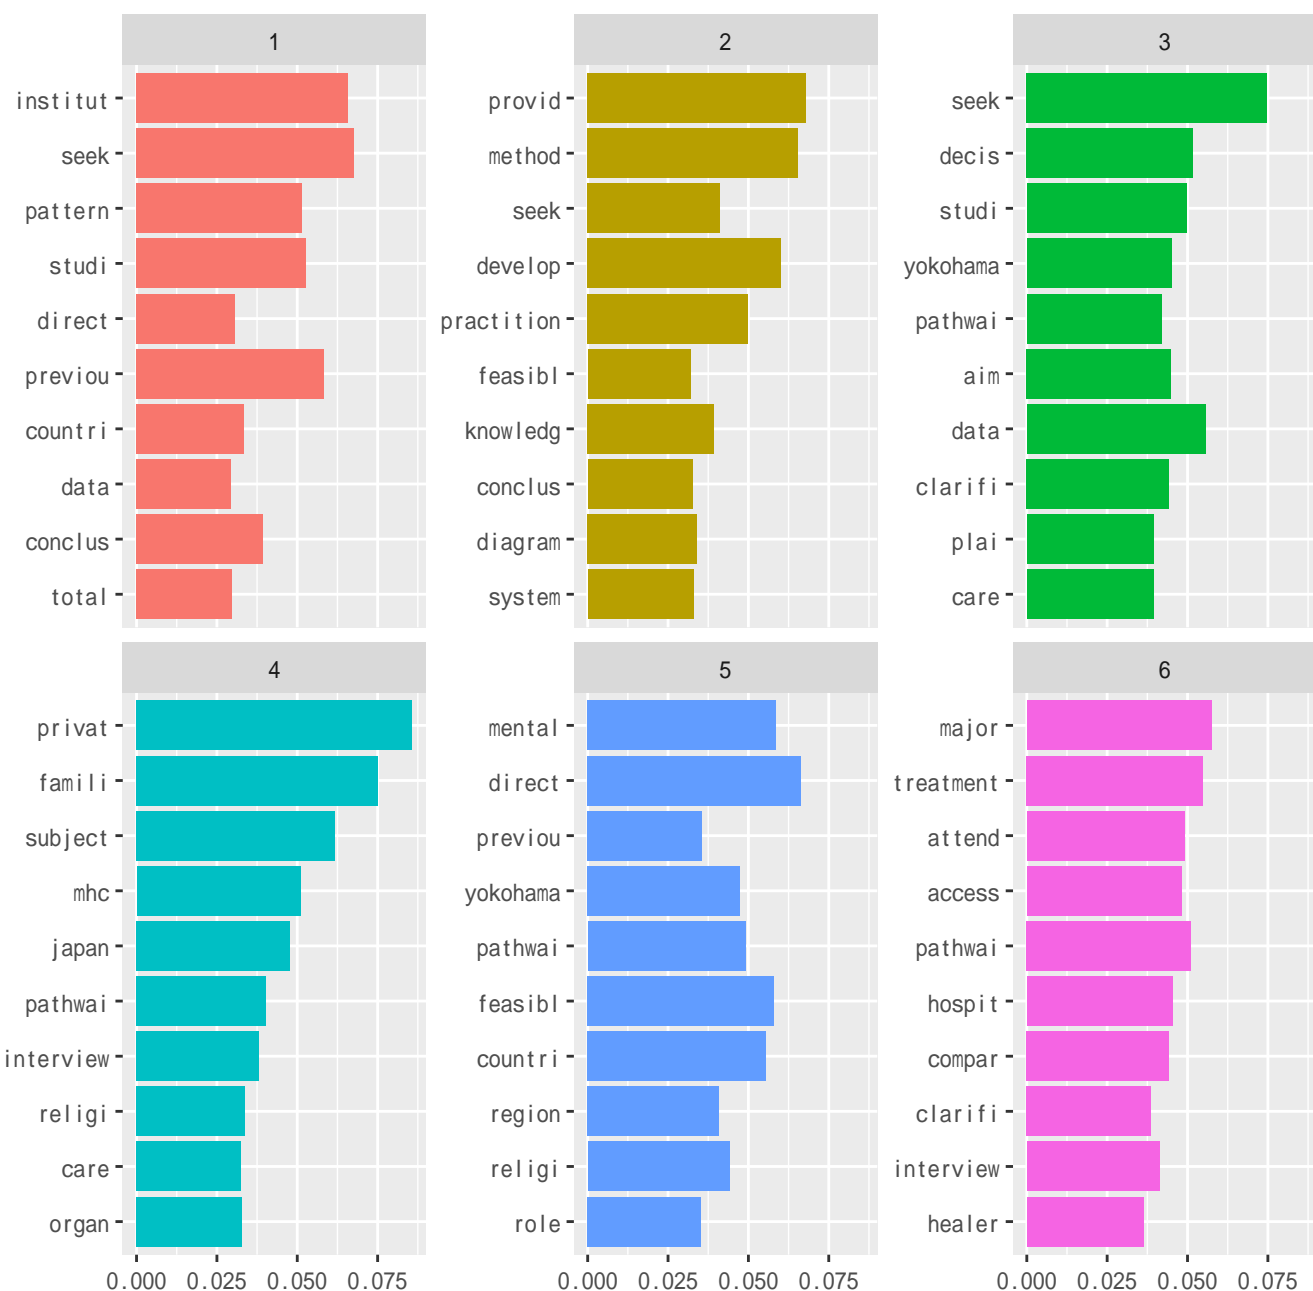 1
institut
seek
pattern
studi
direct
previou
countri
data
conclus
total
2
provid
method
seek
develop
practition
feasibl
knowledg
conclus
diagram
system
3
seek
decis
studi
yokohama
pathwai
aim
data
clarifi
plai
care
4
privat
famili
subject
mhc
japan
pathwai
interview
religi
care
organ
0.000 0.025 0.050 0.075
5
mental
direct
previou
yokohama
pathwai
feasibl
countri
region
religi
role
0.000 0.025 0.050 0.075
6
major
treatment
attend
access
pathwai
hospit
compar
clarifi
interview
healer
0.000 0.025 0.050 0.075